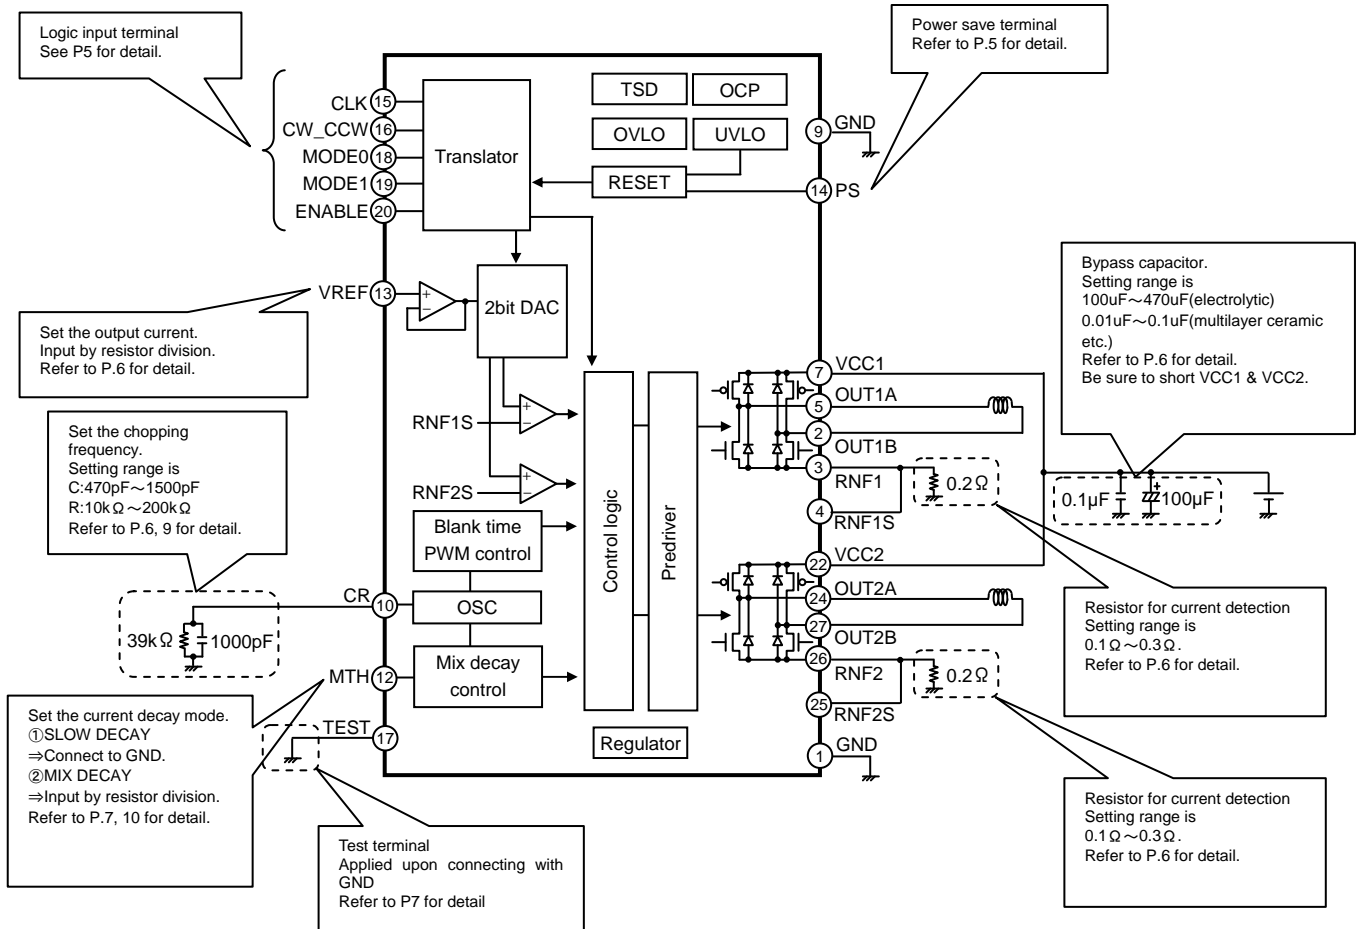 Logic input terminal
See P5 for detail.
Power save terminal
Refer to P.5 for detail.
CLK 15
CW_CCW 16
MODE0 18
MODE1 19
ENABLE 20
Translator
TSD
OCP
OVLO
UVLO
RESET
9 GND
14 PS
VREF 13
+
−
2bit DAC
Set the output current.
Input by resistor division.
Refer to P.6 for detail.
Bypass capacitor.
Setting range is
100uF～470uF(electrolytic)
0.01uF～0.1uF(multilayer ceramic
etc.)
Refer to P.6 for detail.
Be sure to short VCC1 & VCC2.
Set the chopping
frequency.
Setting range is
C:470pF～1500pF
R:10kΩ～200kΩ
Refer to P.6, 9 for detail.
RNF1S
+
−
RNF2S
+
−
Blank time
PWM control
OSC
Mix decay
control
Control logic
Predriver
Regulator
7 VCC1
5 OUT1A
2 OUT1B
3 RNF1
4 RNF1S
0.2Ω
0.1µF
+
100µF
22 VCC2
24 OUT2A
27 OUT2B
26 RNF2
25 RNF2S
0.2Ω
1 GND
CR 10
39kΩ
1000pF
MTH 12
TEST 17
Set the current decay mode.
①SLOW DECAY
⇒Connect to GND.
②MIX DECAY
⇒Input by resistor division.
Refer to P.7, 10 for detail.
Test terminal
Applied upon connecting with
GND
Refer to P7 for detail
Resistor for current detection
Setting range is
0.1Ω～0.3Ω.
Refer to P.6 for detail.
Resistor for current detection
Setting range is
0.1Ω～0.3Ω.
Refer to P.6 for detail.